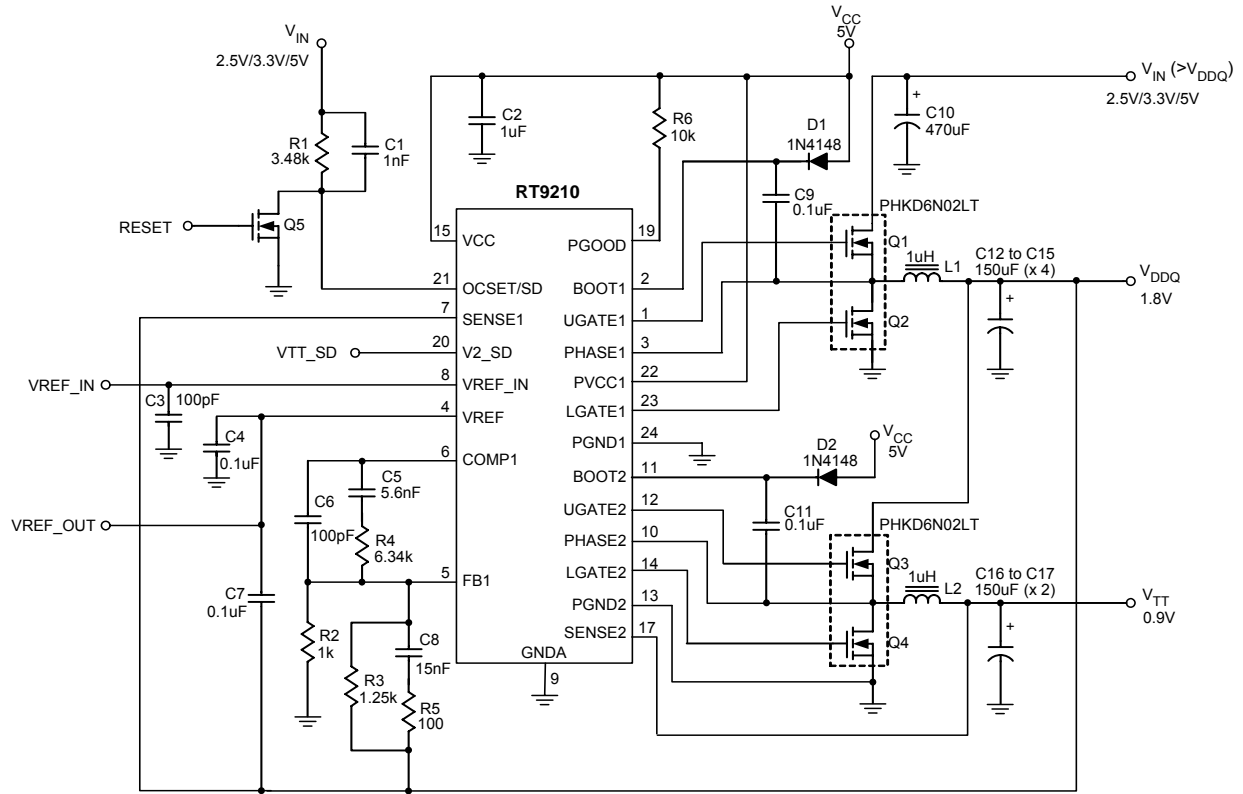 V_IN
2.5V/3.3V/5V
V_CC
5V
V_IN (>V_DDQ)
2.5V/3.3V/5V
R1
3.48k
C1
1nF
C2
1uF
R6
10k
D1
1N4148
C10
470uF
+
RESET
Q5
RT9210
C9
0.1uF
PHKD6N02LT
15
VCC
PGOOD
19
Q1
1uH
L1
C12 to C15
150uF (x 4)
+
V_DDQ
1.8V
21
OCSET/SD
BOOT1
2
7
SENSE1
UGATE1
1
Q2
VTT_SD
20
V2_SD
PHASE1
3
VREF_IN
8
VREF_IN
PVCC1
22
C3
100pF
4
VREF
LGATE1
23
C4
0.1uF
PGND1
24
D2
1N4148
V_CC
5V
6
COMP1
BOOT2
11
C5
5.6nF
C6
100pF
UGATE2
12
C11
0.1uF
PHKD6N02LT
VREF_OUT
R4
6.34k
PHASE2
10
Q3
LGATE2
14
1uH
L2
C16 to C17
150uF (x 2)
+
V_TT
0.9V
5
FB1
PGND2
13
C7
0.1uF
SENSE2
17
Q4
R2
1k
C8
15nF
GNDA
9
R3
1.25k
R5
100